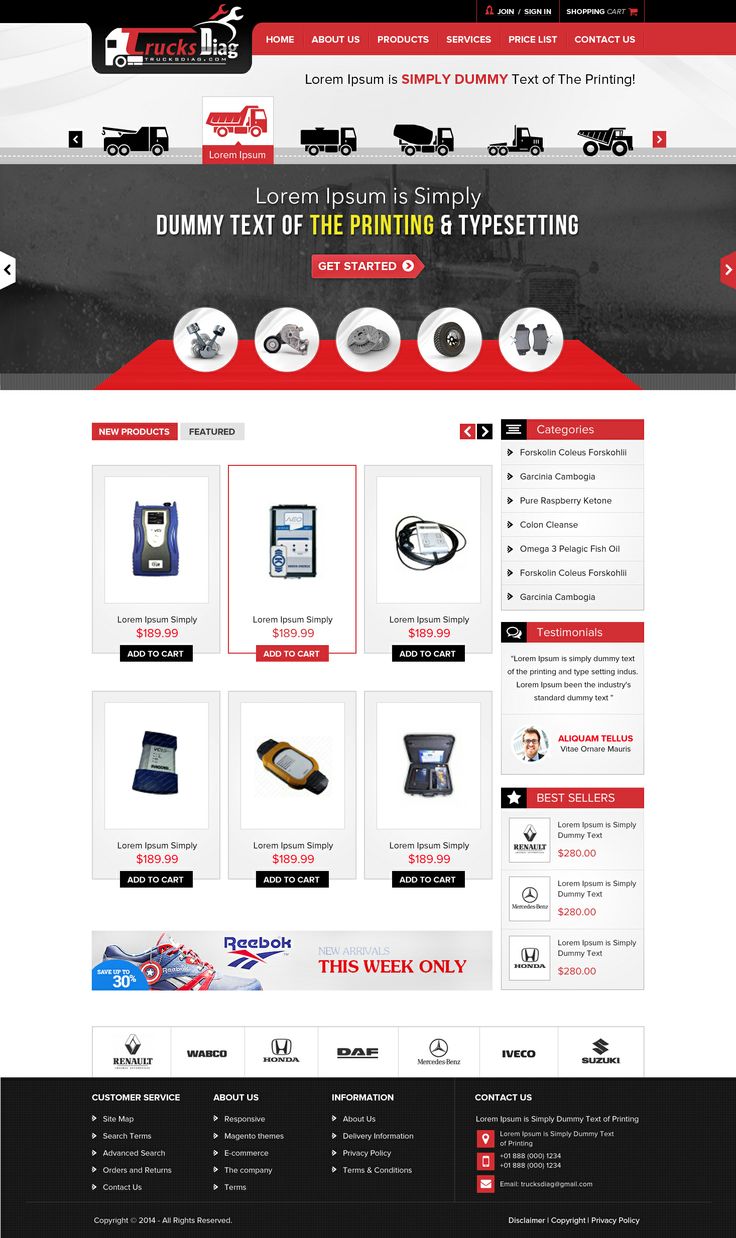 JOIN / SIGN IN
SHOPPING CART
Trucks Diag
TRUCKSDIAG.COM
HOME
ABOUT US
PRODUCTS
SERVICES
PRICE LIST
CONTACT US
Lorem Ipsum is SIMPLY DUMMY Text of The Printing!
Lorem Ipsum
Lorem Ipsum is Simply
DUMMY TEXT OF THE PRINTING & TYPESETTING
GET STARTED
NEW PRODUCTS
FEATURED
Lorem Ipsum Simply
$189.99
ADD TO CART
Lorem Ipsum Simply
$189.99
ADD TO CART
Lorem Ipsum Simply
$189.99
ADD TO CART
Lorem Ipsum Simply
$189.99
ADD TO CART
Lorem Ipsum Simply
$189.99
ADD TO CART
Lorem Ipsum Simply
$189.99
ADD TO CART
Categories
Forskolin Coleus Forskohlii
Garcinia Cambogia
Pure Raspberry Ketone
Colon Cleanse
Omega 3 Pelagic Fish Oil
Forskolin Coleus Forskohlii
Garcinia Cambogia
Testimonials
"Lorem Ipsum is simply dummy text
of the printing and type setting indus.
Lorem Ipsum been the industry's
standard dummy text "
ALIQUAM TELLUS
Vitae Ornare Mauris
BEST SELLERS
RENAULT
Lorem Ipsum is Simply
Dummy Text
$280.00
Mercedes-Benz
Lorem Ipsum is Simply
Dummy Text
$280.00
HONDA
Lorem Ipsum is Simply
Dummy Text
$280.00
SAVE UP TO
30%
Reebok
Reebok
NEW ARRIVALS
THIS WEEK ONLY
RENAULT
WABCO
HONDA
DAF
Mercedes-Benz
IVECO
SUZUKI
CUSTOMER SERVICE
Site Map
Search Terms
Advanced Search
Orders and Returns
Contact Us
ABOUT US
Responsive
Magento themes
E-commerce
The company
Terms
INFORMATION
About Us
Delivery Information
Privacy Policy
Terms & Conditions
CONTACT US
Lorem Ipsum is Simply Dummy Text of Printing
Lorem Ipsum is Simply Dummy Text
of Printing
+01 888 (000) 1234
+01 888 (000) 1234
Email: trucksdiag@gmail.com
Copyright © 2014 - All Rights Reserved.
Disclaimer | Copyright | Privacy Policy